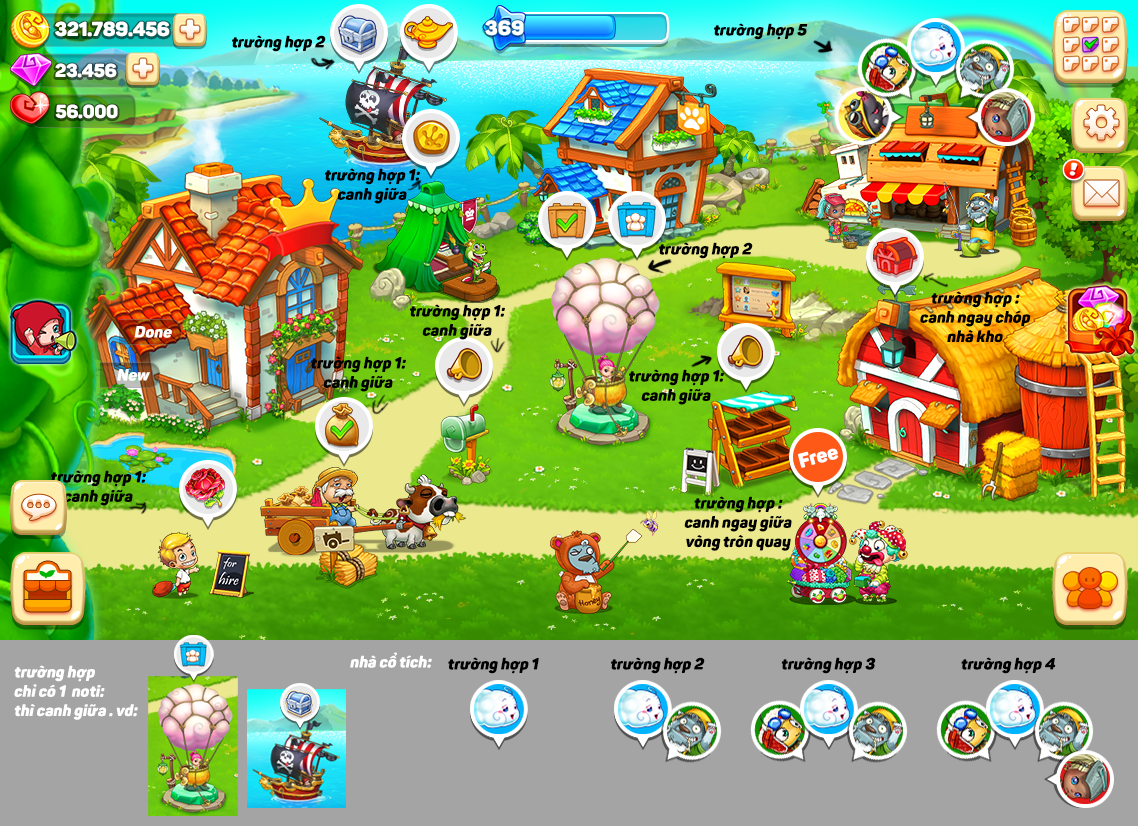 321.789.456
23.456
56.000
369
trường hợp 2
trường hợp 5
trường hợp 1:
canh giữa
trường hợp 2
trường hợp :
canh ngay chóp
nhà kho
trường hợp 1:
canh giữa
Done
New
trường hợp 1:
canh giữa
trường hợp 1:
canh giữa
Free
trường hợp 1:
canh giữa
trường hợp :
canh ngay giữa
vòng tròn quay
for
hire
Honey
trường hợp
chỉ có 1 noti:
thì canh giữa . vd:
nhà cổ tích:
trường hợp 1
trường hợp 2
trường hợp 3
trường hợp 4